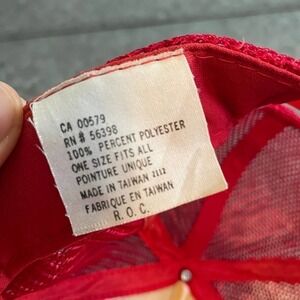 CA 00579
RN # 56398
100% PERCENT POLYESTER
ONE SIZE FITS ALL
POINTURE UNIQUE
MADE IN TAIWAN 2112
FABRIQUE EN TAIWAN
R. O. C.